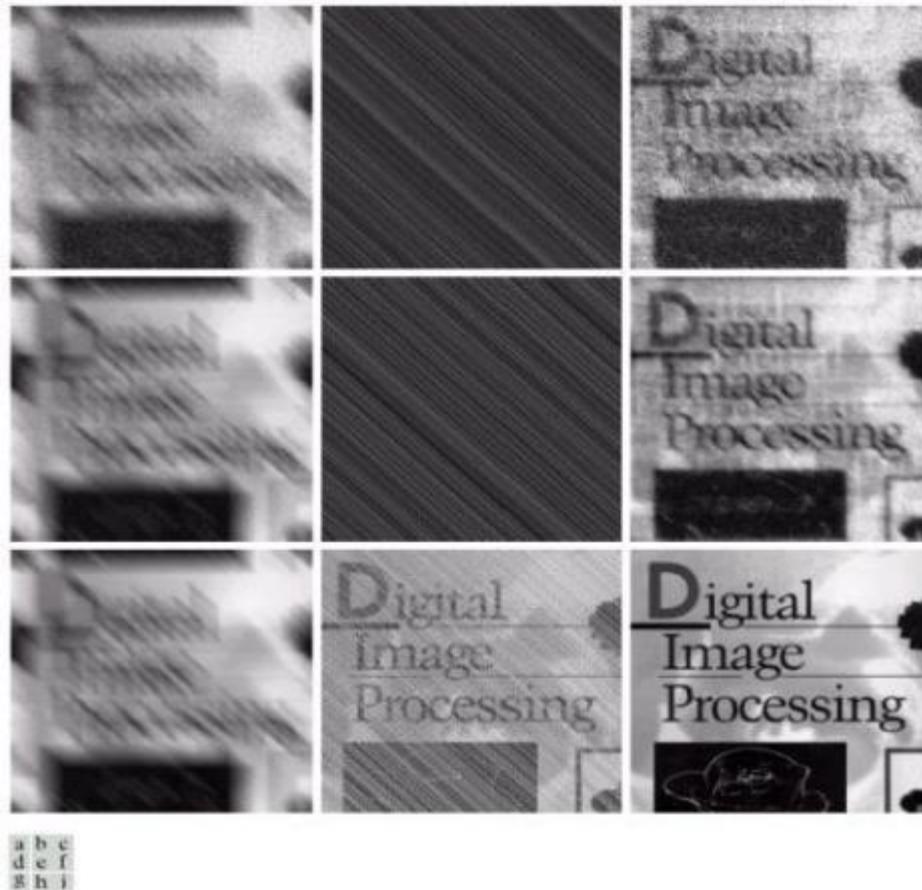 Digital
Image
Processing
Digital
Image
Processing
Digital
Image
Processing
Digital
Image
Processing
a b c
d e f
g h i